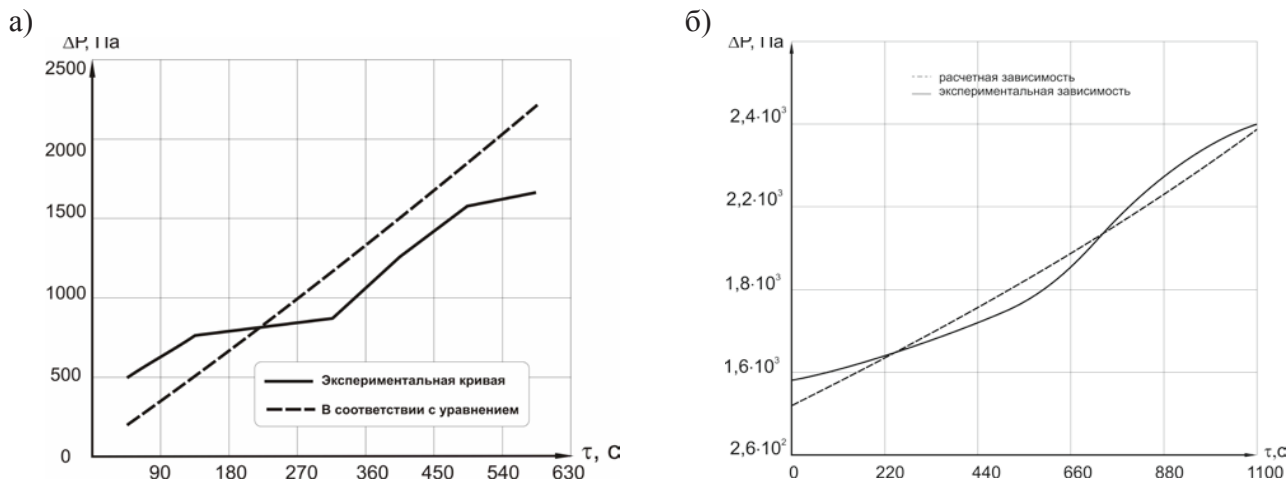 а)
ΔP, Па
2500
2000
1500
1000
500
0
90
180
270
360
450
540
630
τ, с
Экспериментальная кривая
В соответствии с уравнением
б)
ΔP, Па
расчетная зависимость
экспериментальная зависимость
2,4·10³
2,2·10³
1,8·10³
1,6·10³
2,6·10²
0
220
440
660
880
1100
τ,с